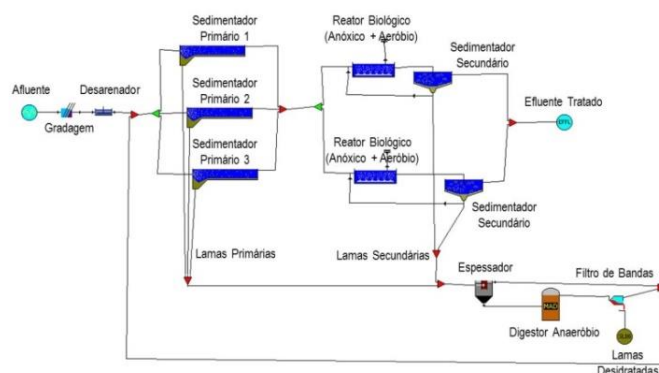 Sedimentador
Primário 1
Reator Biológico
(Anóxico + Aeróbio)
Sedimentador
Secundário
Afluente
Desarenador
Gradagem
Sedimentador
Primário 2
Efluente Tratado
Reator Biológico
(Anóxico + Aeróbio)
Sedimentador
Primário 3
Sedimentador
Secundário
Lamas Primárias
Lamas Secundárias
Espessador
Filtro de Bandas
MAD
Digestor Anaeróbio
Lamas
Desidratadas